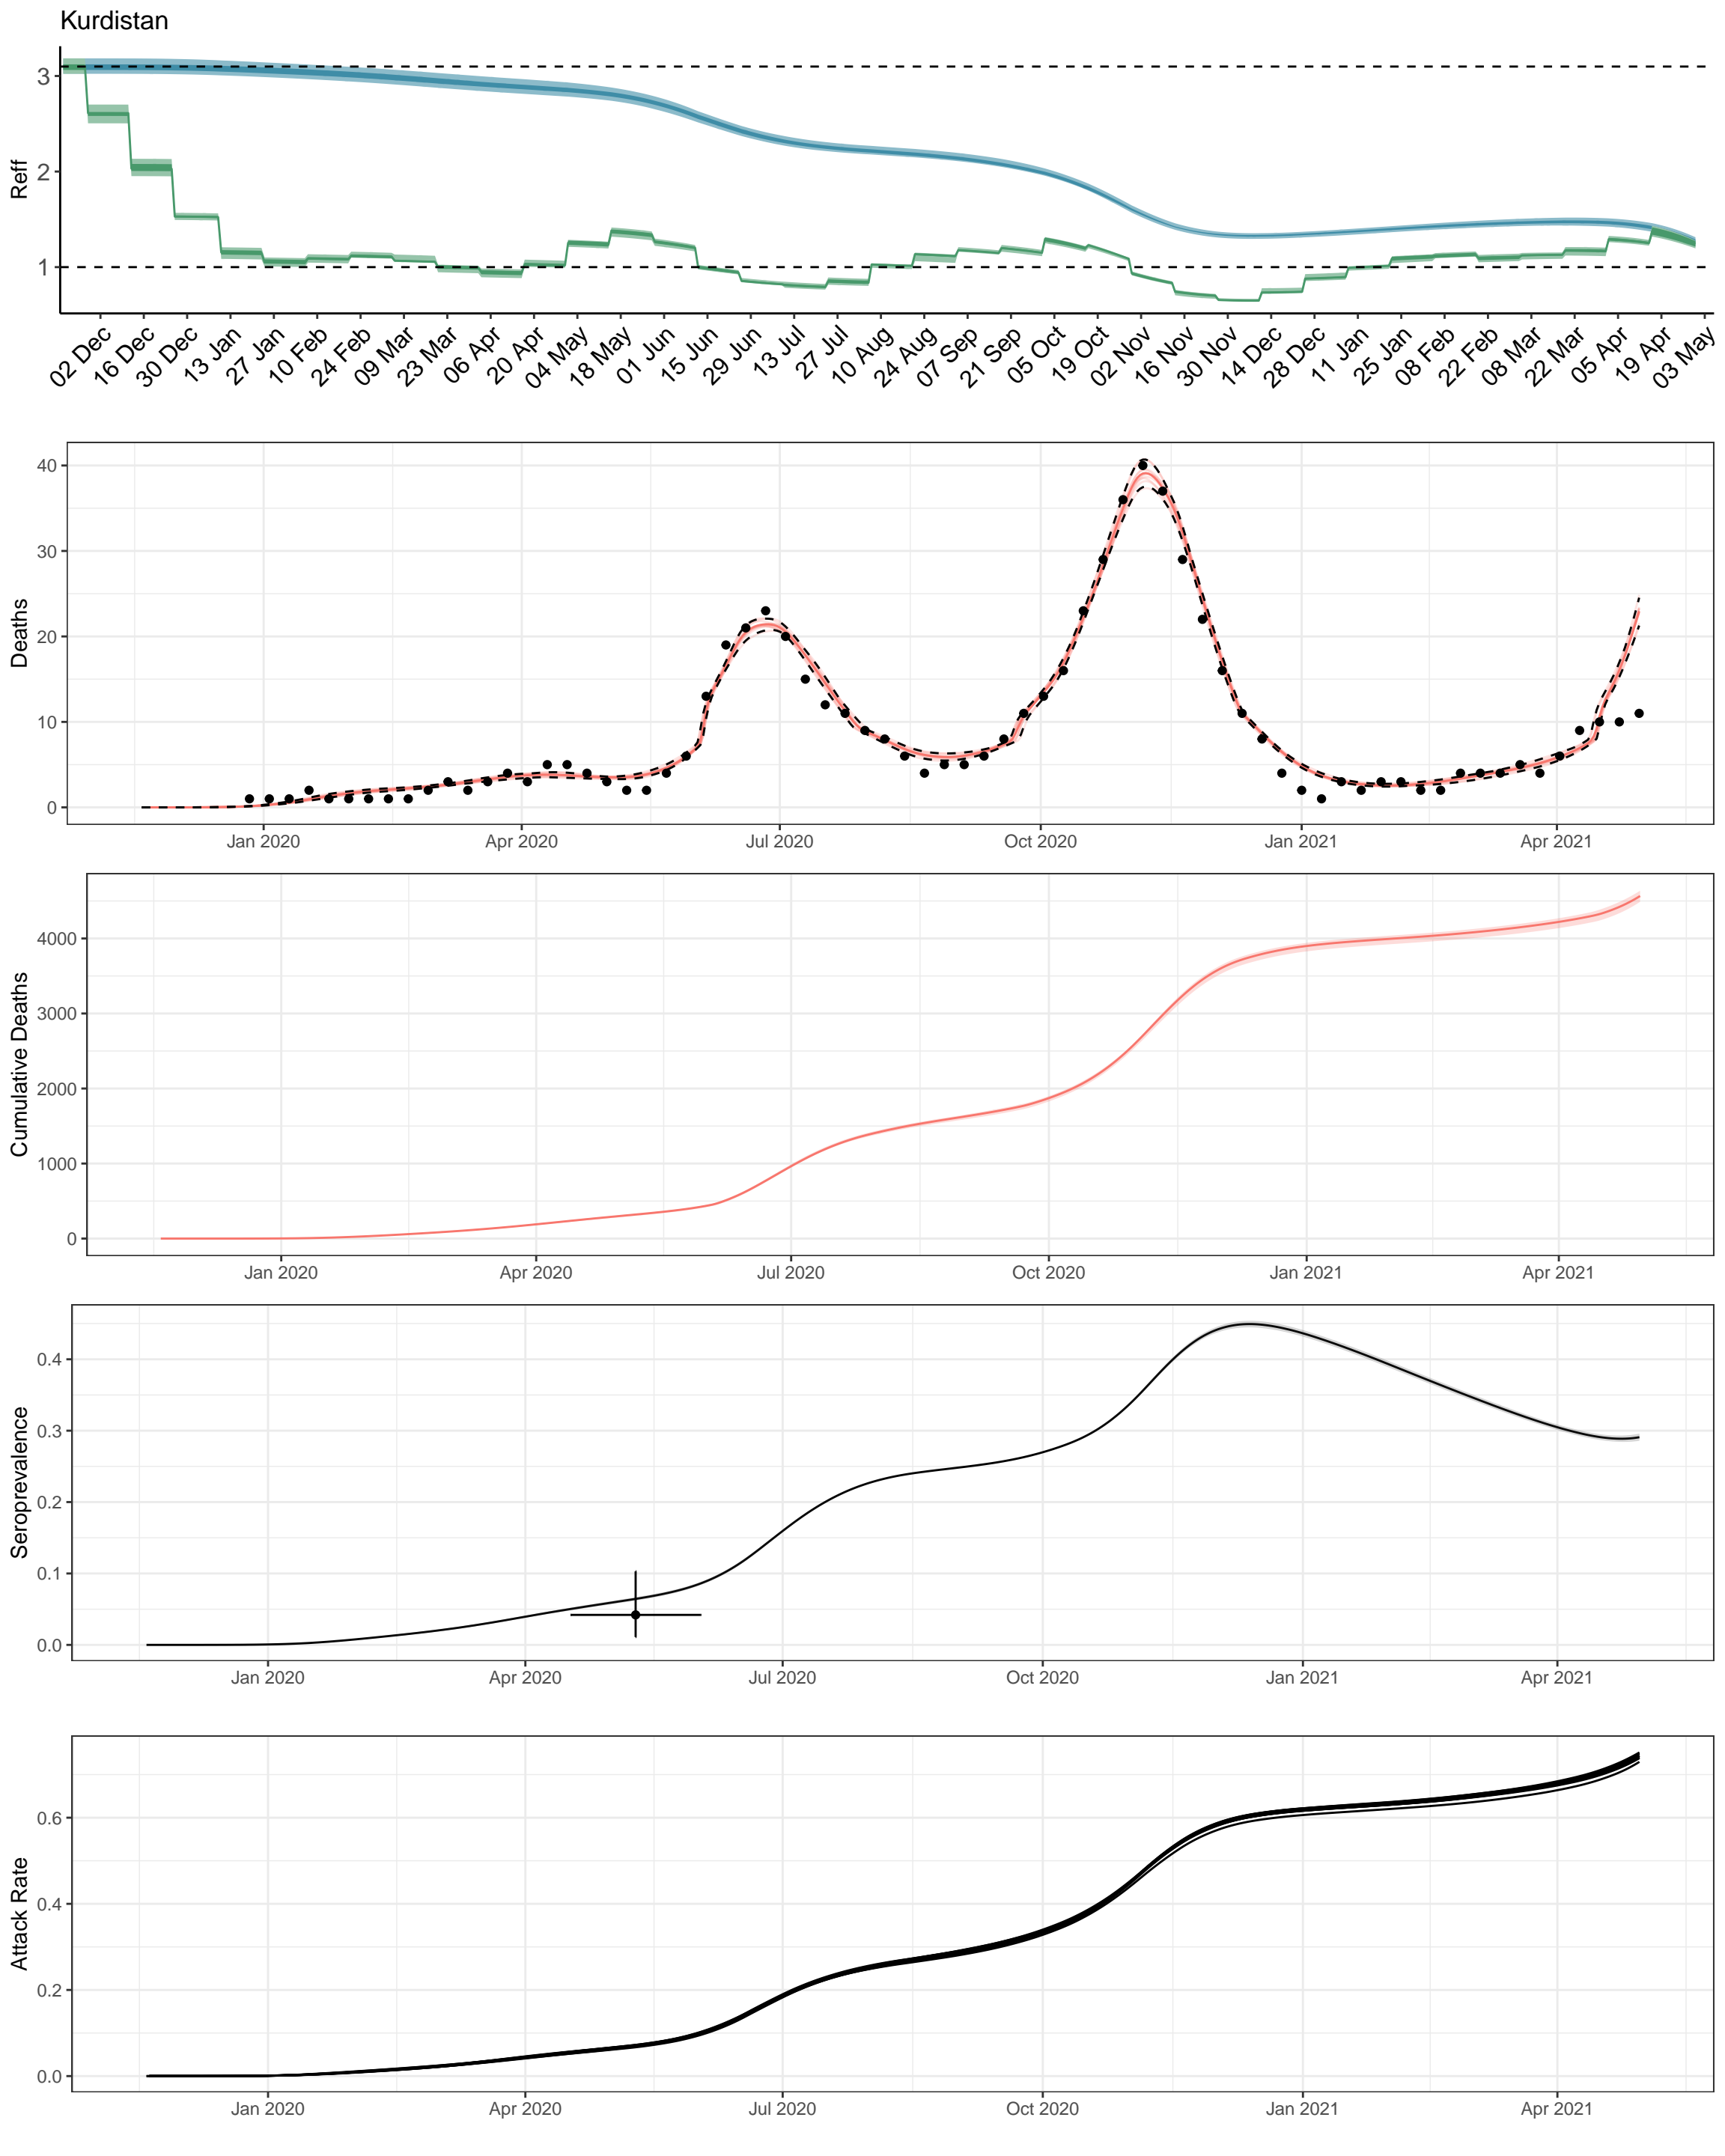 Kurdistan
Reff
3
2
1
02 Dec 16 Dec 30 Dec 13 Jan 27 Jan 10 Feb 24 Feb 09 Mar 23 Mar 06 Apr 20 Apr 04 May 18 May 01 Jun 15 Jun 29 Jun 13 Jul 27 Jul 10 Aug 24 Aug 07 Sep 21 Sep 05 Oct 19 Oct 02 Nov 16 Nov 30 Nov 14 Dec 28 Dec 11 Jan 25 Jan 08 Feb 22 Feb 08 Mar 22 Mar 05 Apr 19 Apr 03 May
Deaths
40
30
20
10
0
Jan 2020 Apr 2020 Jul 2020 Oct 2020 Jan 2021 Apr 2021
Cumulative Deaths
4000
3000
2000
1000
0
Jan 2020 Apr 2020 Jul 2020 Oct 2020 Jan 2021 Apr 2021
Seroprevalence
0.4
0.3
0.2
0.1
0.0
Jan 2020 Apr 2020 Jul 2020 Oct 2020 Jan 2021 Apr 2021
Attack Rate
0.6
0.4
0.2
0.0
Jan 2020 Apr 2020 Jul 2020 Oct 2020 Jan 2021 Apr 2021